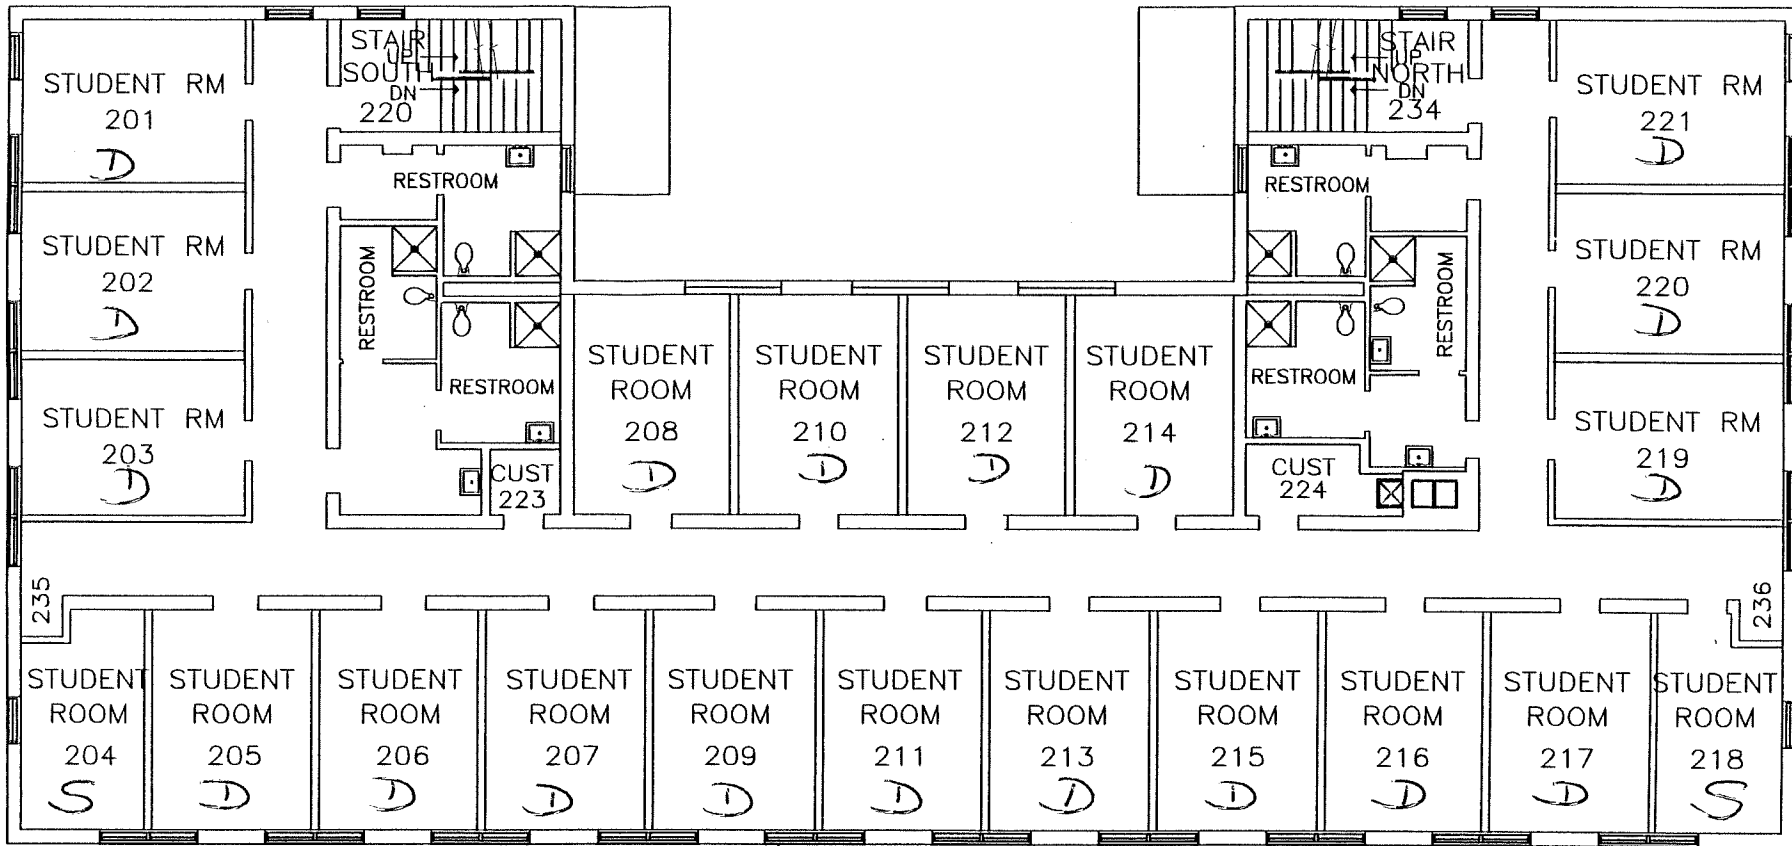 STUDENT RM
201
D
STUDENT RM
202
D
STUDENT RM
203
D
STAIR
UP
SOUTH
DN
220
RESTROOM
RESTROOM
RESTROOM
CUST
223
STUDENT
ROOM
208
D
STUDENT
ROOM
210
D
STUDENT
ROOM
212
D
STUDENT
ROOM
214
D
STAIR
UP
NORTH
DN
234
RESTROOM
RESTROOM
RESTROOM
CUST
224
STUDENT RM
221
D
STUDENT RM
220
D
STUDENT RM
219
D
235
236
STUDENT
ROOM
204
S
STUDENT
ROOM
205
D
STUDENT
ROOM
206
D
STUDENT
ROOM
207
D
STUDENT
ROOM
209
D
STUDENT
ROOM
211
D
STUDENT
ROOM
213
D
STUDENT
ROOM
215
D
STUDENT
ROOM
216
D
STUDENT
ROOM
217
D
STUDENT
ROOM
218
S